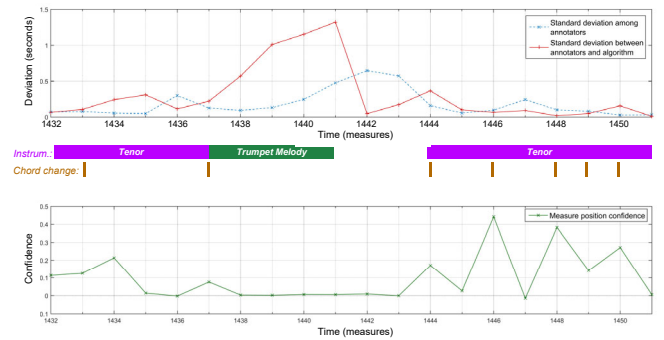 1.5
Standard deviation among
annotators
Standard deviation between
annotators and algorithm
1
0.5
0
Deviation (seconds)
1432 1434 1436 1438 1440 1442 1444 1446 1448 1450
Time (measures)
Instrum.: Tenor Trumpet Melody Tenor
Chord change:
0.5
Measure position confidence
0.4
0.3
0.2
0.1
0
0.1
Confidence
1432 1434 1436 1438 1440 1442 1444 1446 1448 1450
Time (measures)